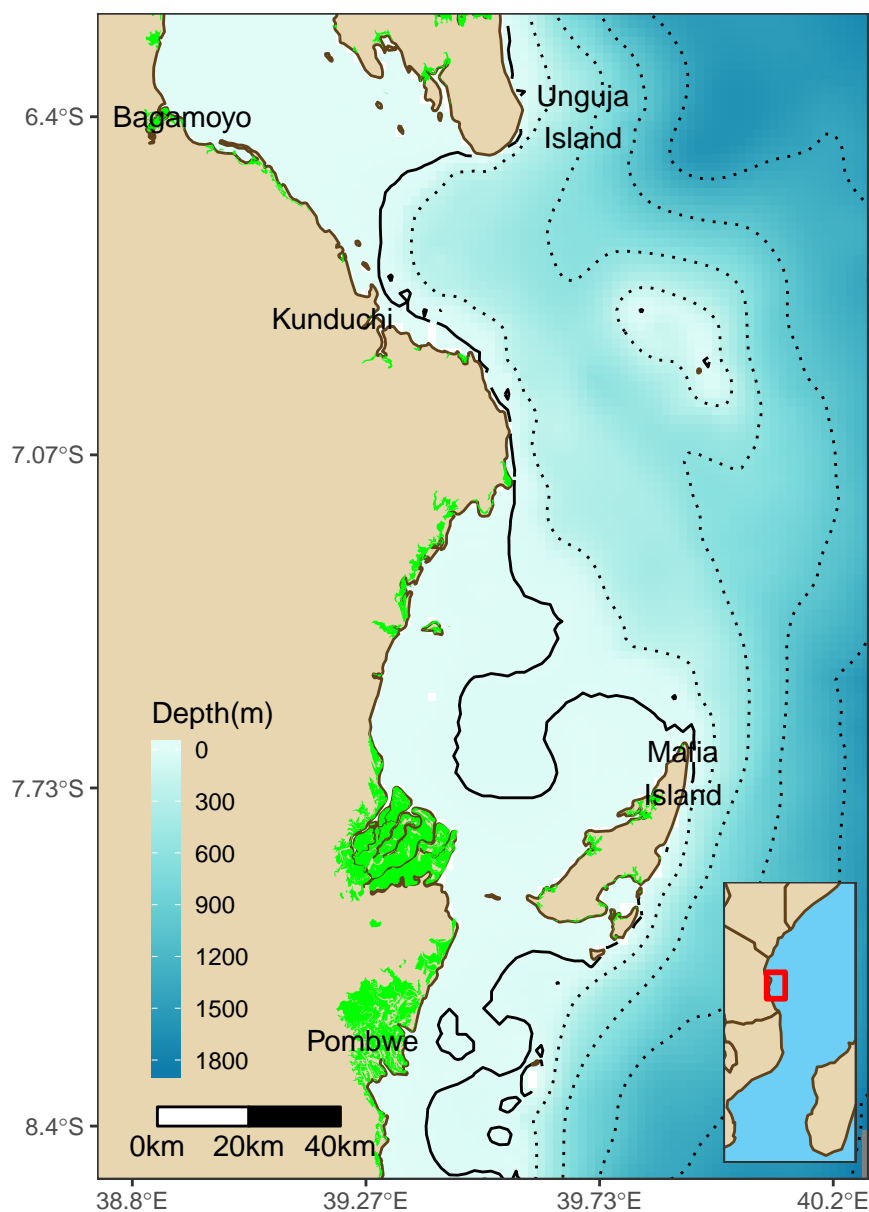 Unguja
Island
6.4°S
Bagamoyo
Kunduchi
7.07°S
Depth(m)
0
300
600
900
1200
1500
1800
Mafia
Island
7.73°S
Pombwe
0km
20km
40km
8.4°S
38.8°E
39.27°E
39.73°E
40.2°E